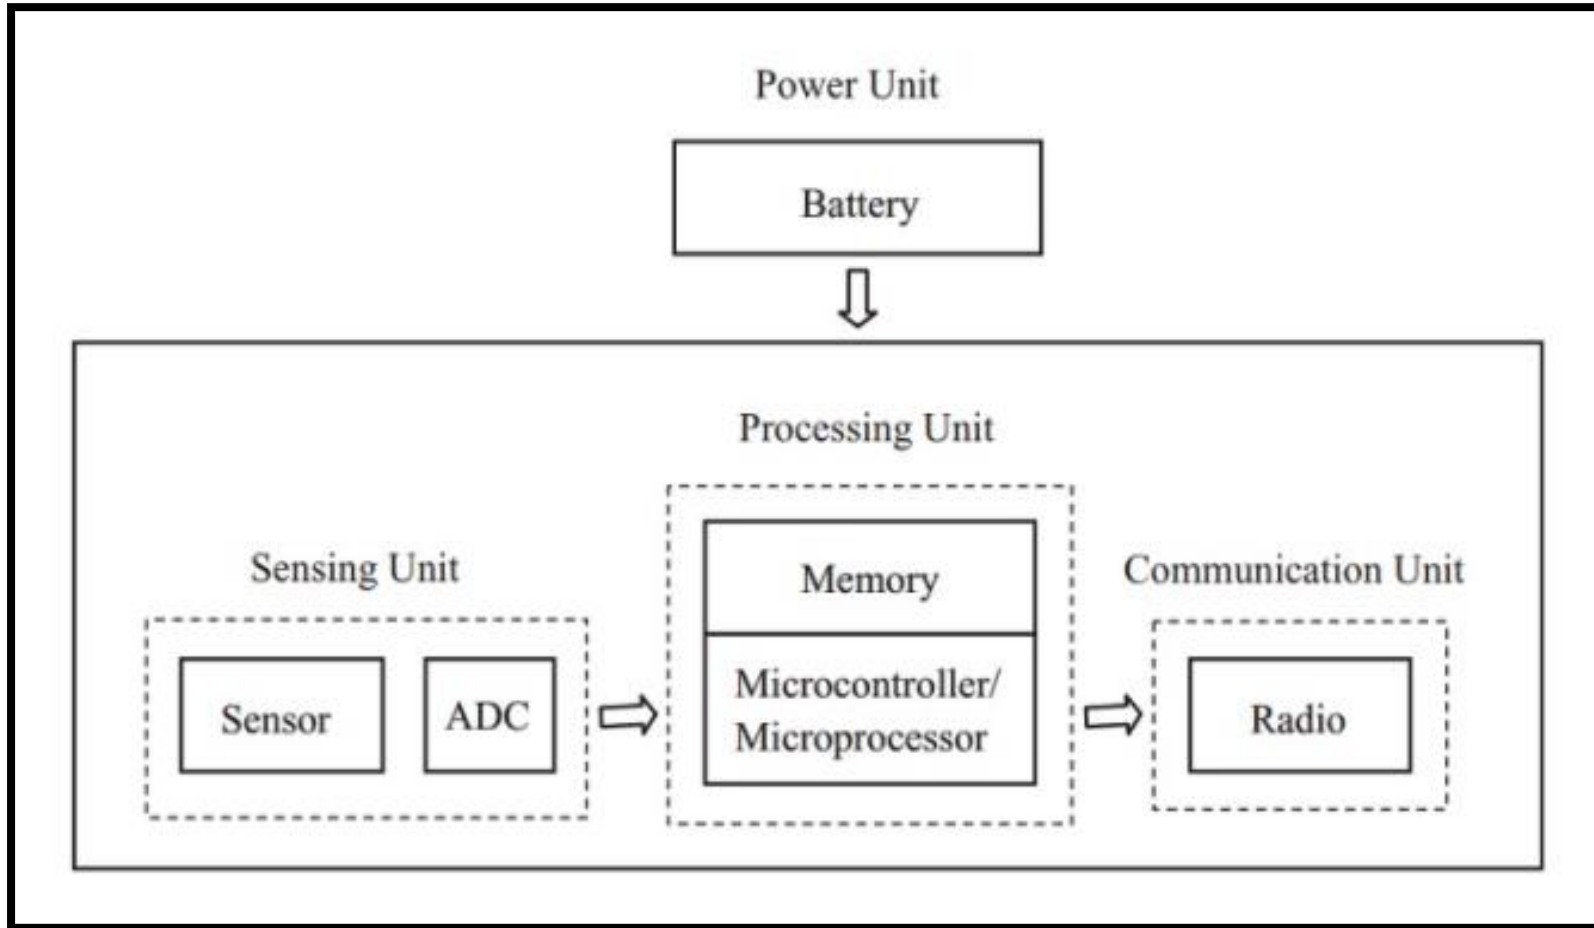 Power Unit
Battery
Processing Unit
Memory
Microcontroller/
Microprocessor
Sensing Unit
Sensor
ADC
Communication Unit
Radio